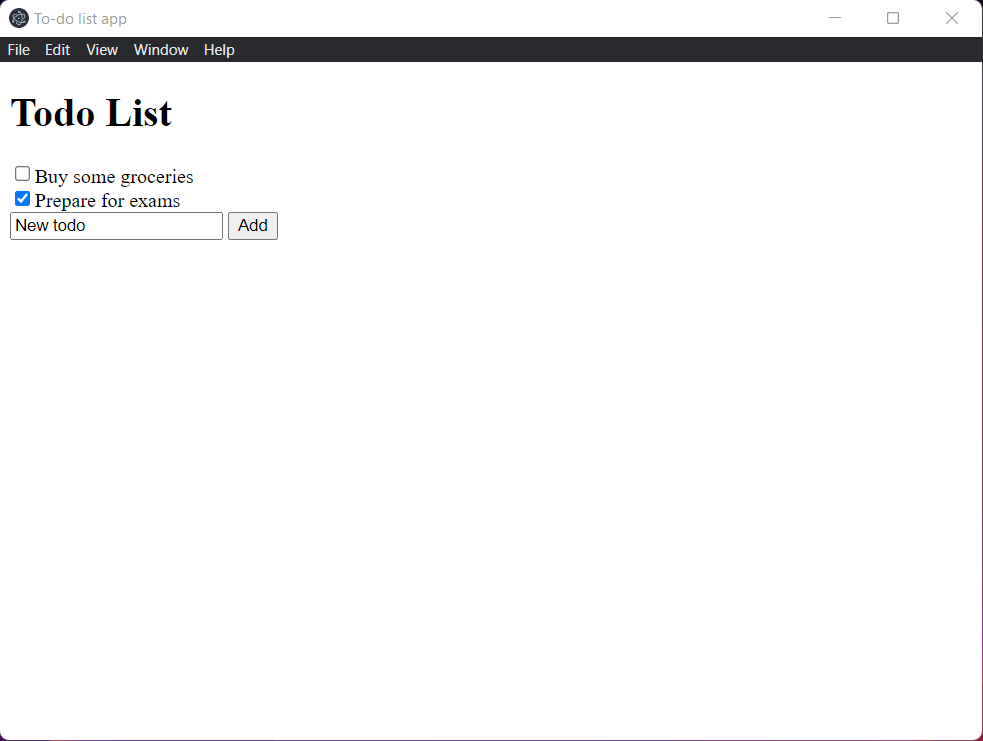 To-do list app
File Edit View Window Help
Todo List
Buy some groceries
Prepare for exams
New todo Add